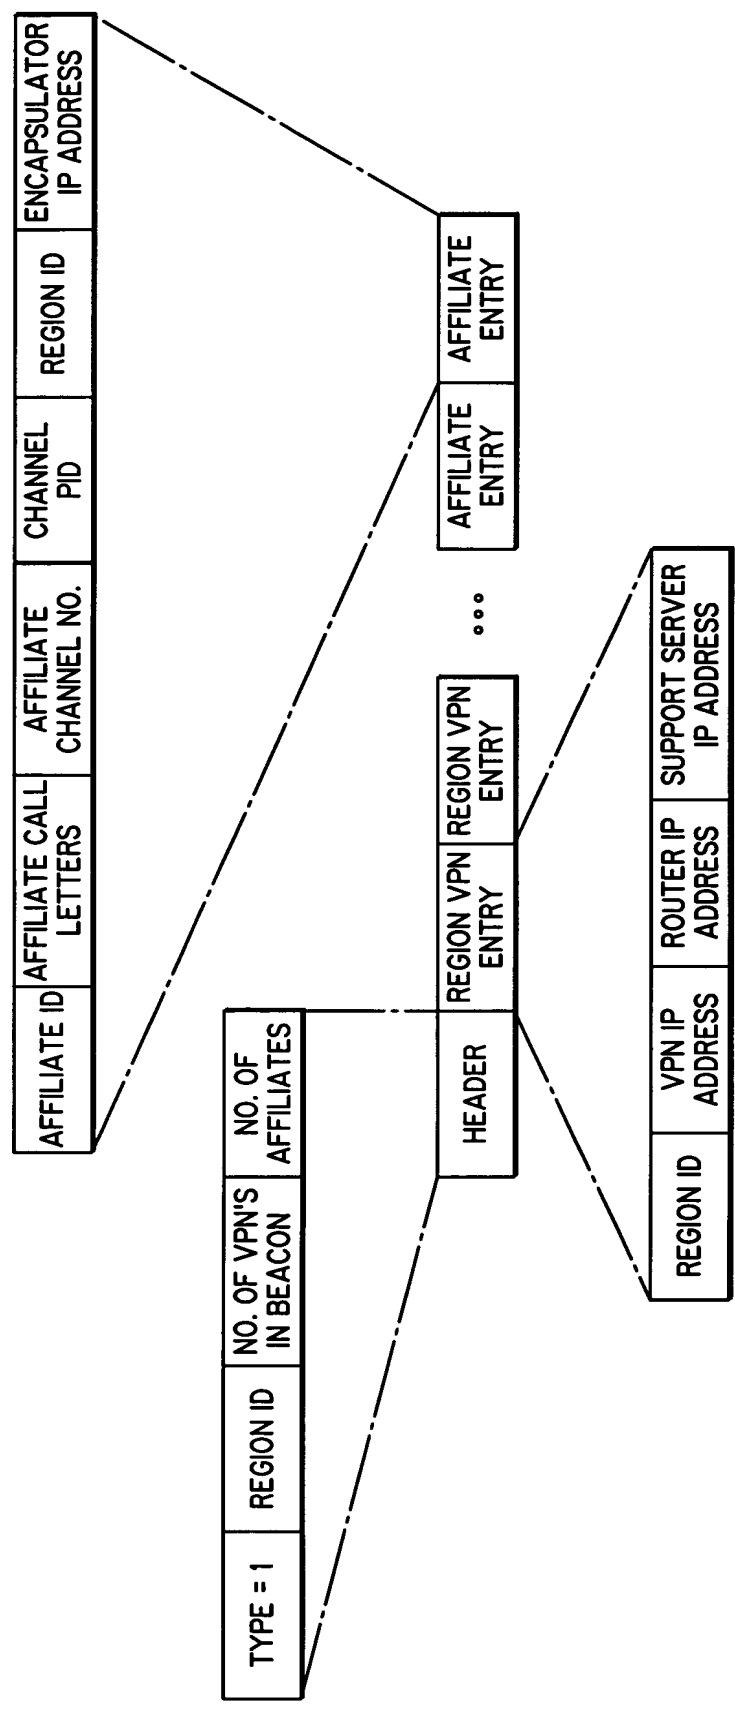 AFFILIATE ID
AFFILIATE CALL
LETTERS
AFFILIATE
CHANNEL NO.
CHANNEL
PID
REGION ID
ENCAPSULATOR
IP ADDRESS
TYPE = 1
REGION ID
NO. OF VPN'S
IN BEACON
NO. OF
AFFILIATES
HEADER
REGION VPN
ENTRY
REGION VPN
ENTRY
...
AFFILIATE
ENTRY
AFFILIATE
ENTRY
REGION ID
VPN IP
ADDRESS
ROUTER IP
ADDRESS
SUPPORT SERVER
IP ADDRESS